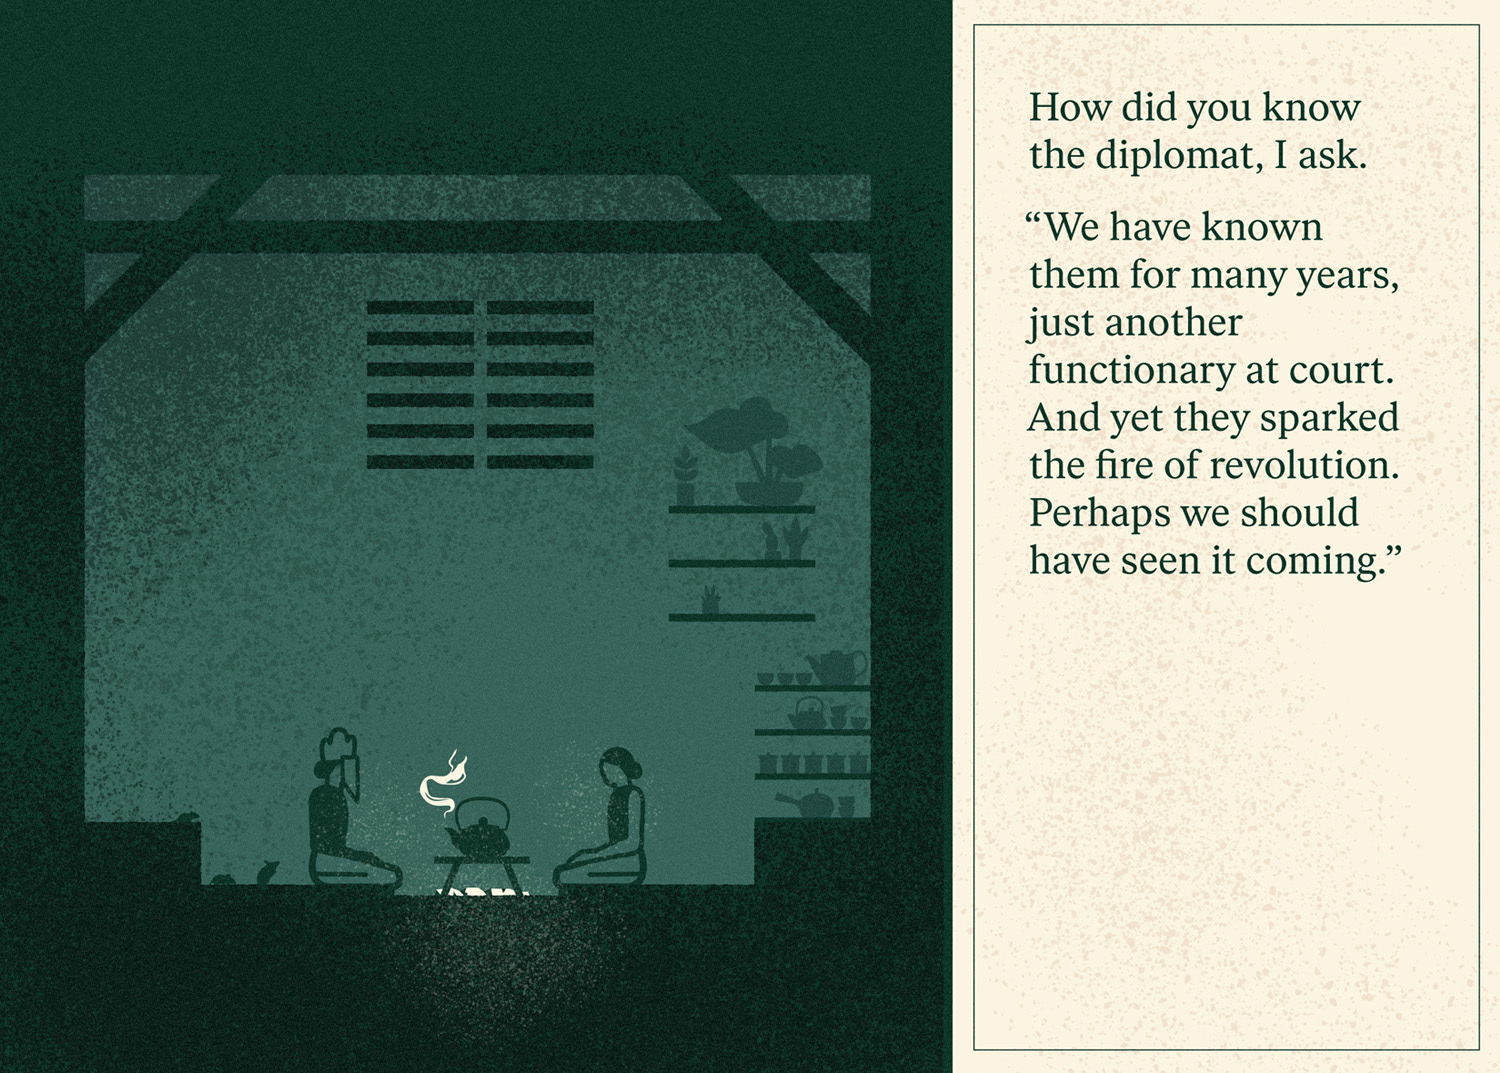 How did you know
the diplomat, I ask.
“We have known
them for many years,
just another
functionary at court.
And yet they sparked
the fire of revolution.
Perhaps we should
have seen it coming.”